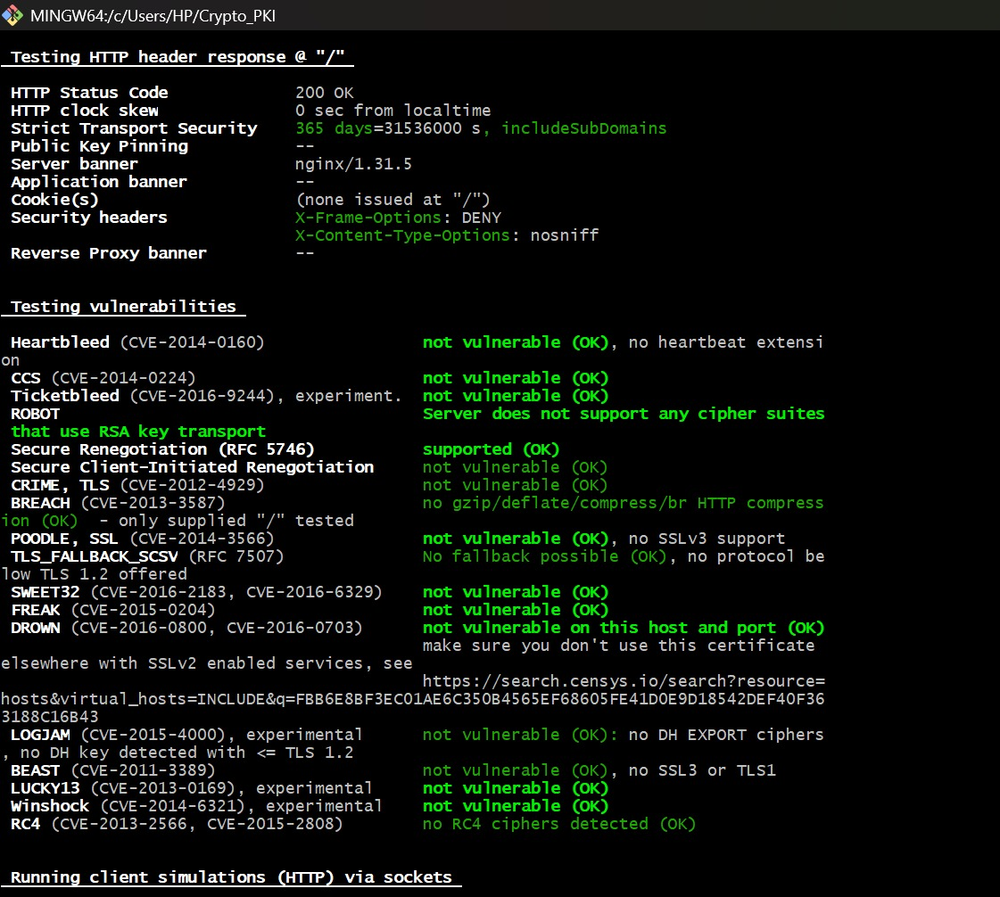 MINGW64:/c/Users/HP/Crypto_PKI
Testing HTTP header response @ "/"
HTTP Status Code 200 OK
HTTP clock skew 0 sec from localtime
Strict Transport Security 365 days=31536000 s, includeSubDomains
Public Key Pinning --
Server banner nginx/1.31.5
Application banner --
Cookie(s) (none issued at "/")
Security headers X-Frame-Options: DENY
X-Content-Type-Options: nosniff
Reverse Proxy banner --
Testing vulnerabilities
Heartbleed (CVE-2014-0160) not vulnerable (OK), no heartbeat extensi
on
CCS (CVE-2014-0224) not vulnerable (OK)
Ticketbleed (CVE-2016-9244), experiment. not vulnerable (OK)
ROBOT Server does not support any cipher suites
that use RSA key transport
Secure Renegotiation (RFC 5746) supported (OK)
Secure Client-Initiated Renegotiation not vulnerable (OK)
CRIME, TLS (CVE-2012-4929) not vulnerable (OK)
BREACH (CVE-2013-3587) no gzip/deflate/compress/br HTTP compress
ion (OK) - only supplied "/" tested
POODLE, SSL (CVE-2014-3566) not vulnerable (OK), no SSLv3 support
TLS_FALLBACK_SCSV (RFC 7507) No fallback possible (OK), no protocol be
low TLS 1.2 offered
SWEET32 (CVE-2016-2183, CVE-2016-6329) not vulnerable (OK)
FREAK (CVE-2015-0204) not vulnerable (OK)
DROWN (CVE-2016-0800, CVE-2016-0703) not vulnerable on this host and port (OK)
make sure you don't use this certificate
elsewhere with SSLv2 enabled services, see
https://search.censys.io/search?resource=
hosts&virtual_hosts=INCLUDE&q=FBB6E8BF3EC01AE6C350B4565EF68605FE41D0E9D18542DEF40F36
3188C16B43
LOGJAM (CVE-2015-4000), experimental not vulnerable (OK): no DH EXPORT ciphers
, no DH key detected with <= TLS 1.2
BEAST (CVE-2011-3389) not vulnerable (OK), no SSL3 or TLS1
LUCKY13 (CVE-2013-0169), experimental not vulnerable (OK)
Winshock (CVE-2014-6321), experimental not vulnerable (OK)
RC4 (CVE-2013-2566, CVE-2015-2808) no RC4 ciphers detected (OK)
Running client simulations (HTTP) via sockets